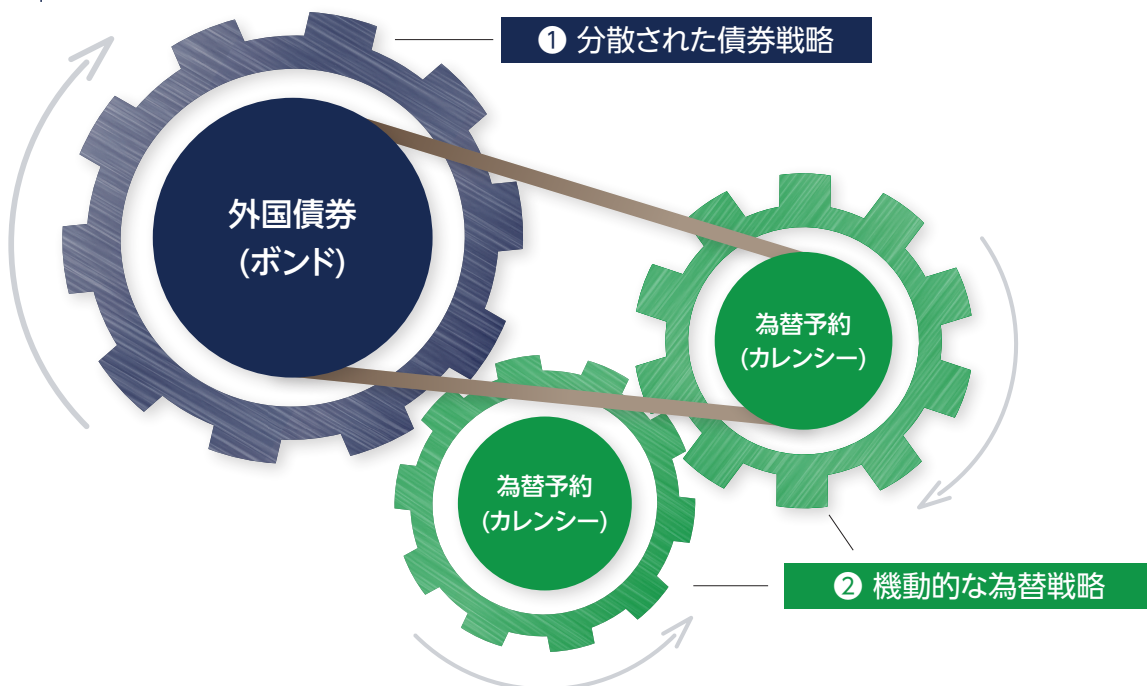 ❶ 分散された債券戦略
外国債券
(ボンド)
為替予約
(カレンシー)
為替予約
(カレンシー)
❷ 機動的な為替戦略